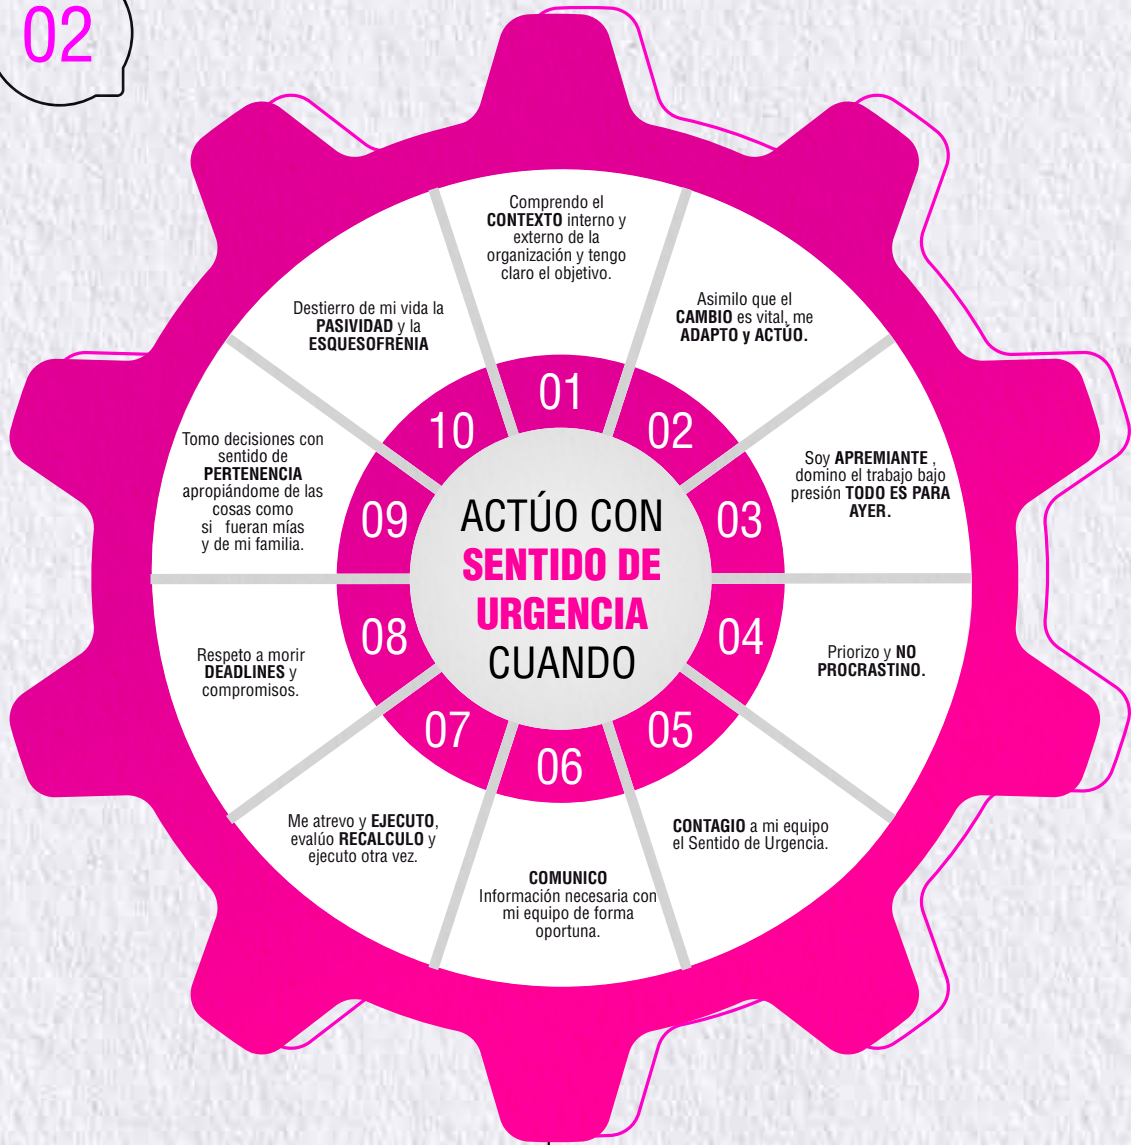 02
ACTÚO CON
SENTIDO DE
URGENCIA
CUANDO
01
Comprendo el
CONTEXTO interno y
externo de la
organización y tengo
claro el objetivo.
02
Asimilo que el
CAMBIO es vital, me
ADAPTO y ACTÚO.
03
Soy APREMIANTE ,
domino el trabajo bajo
presión TODO ES PARA
AYER.
04
Priorizo y NO
PROCRASTINO.
05
CONTAGIO a mi equipo
el Sentido de Urgencia.
06
COMUNICO
Información necesaria con
mi equipo de forma
oportuna.
07
Me atrevo y EJECUTO,
evalúo RECALCULO y
ejecuto otra vez.
08
Respeto a morir
DEADLINES y
compromisos.
09
Tomo decisiones con
sentido de
PERTENENCIA
apropiándome de las
cosas como
si fueran mías
y de mi familia.
10
Destierro de mi vida la
PASIVIDAD y la
ESQUESOFRENIA